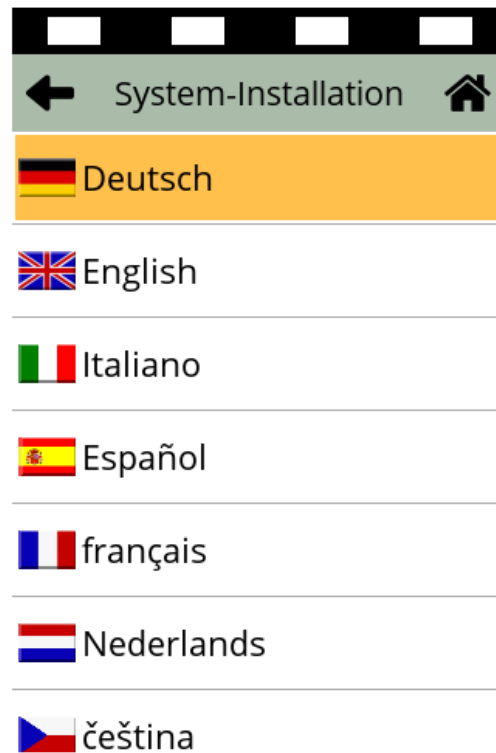 System-Installation
Deutsch
English
Italiano
Español
français
Nederlands
čeština